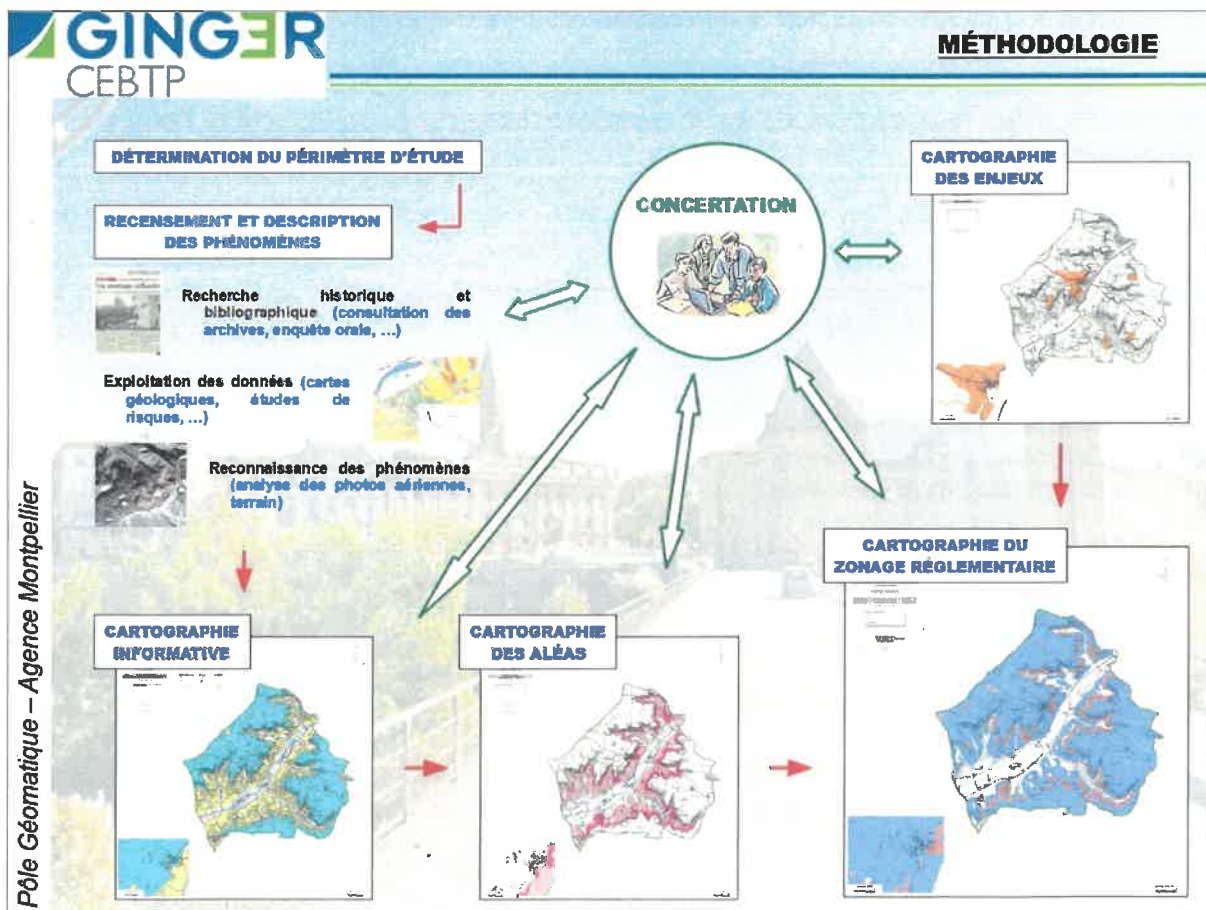 GINGER
CEBTP
MÉTHODOLOGIE
DÉTERMINATION DU PÉRIMÈTRE D'ÉTUDE
RECENSEMENT ET DESCRIPTION
DES PHÉNOMÈNES
Recherche historique et
bibliographique (consultation des
archives, enquête orale, ...)
Exploitation des données (cartes
géologiques, études de
risques, ...)
Reconnaissance des phénomènes
(analyse des photos aériennes,
terrain)
CONCERTATION
CARTOGRAPHIE
DES ENJEUX
CARTOGRAPHIE
INFORMATIVE
CARTOGRAPHIE
DES ALÉAS
CARTOGRAPHIE DU
ZONAGE RÉGLEMENTAIRE
Pôle Géomatique – Agence Montpellier